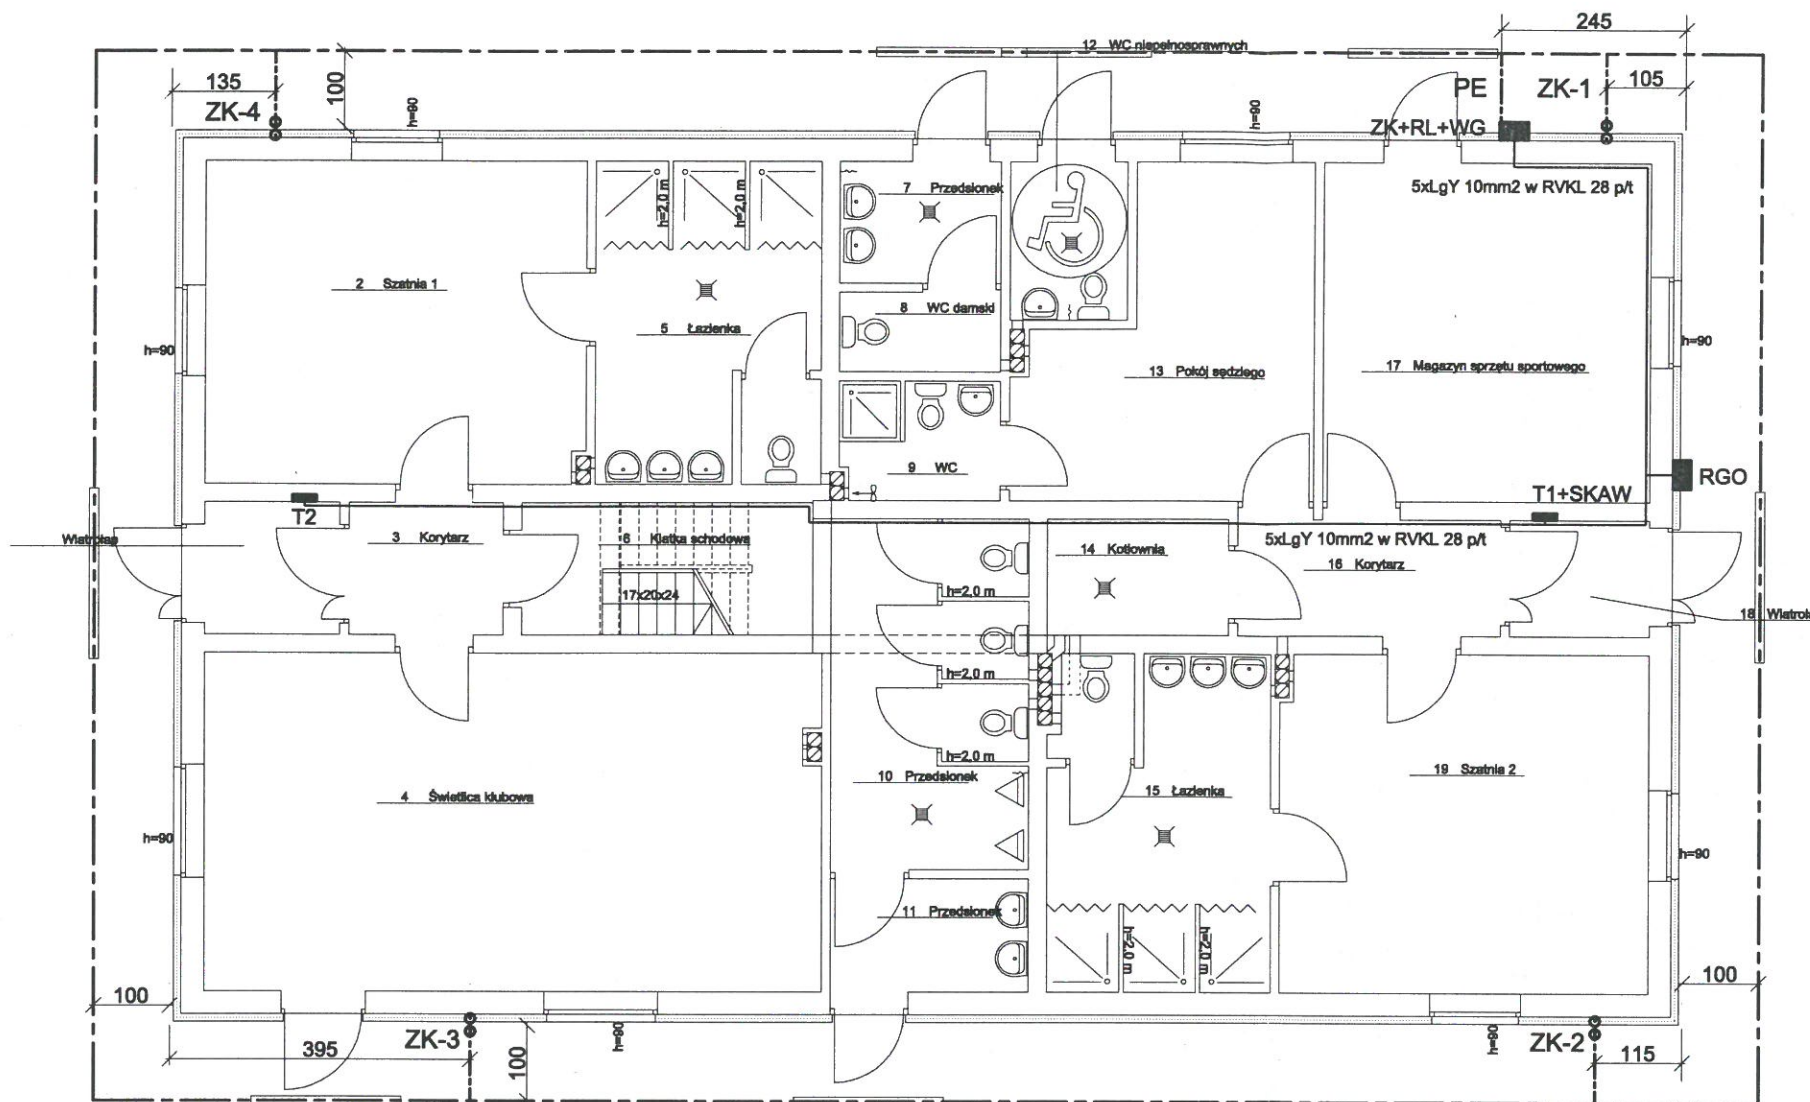 245
12 WC niepełnosprawnych
135
100
PE
ZK-1
105
ZK-4
h=90
h=90
ZK+RL+WG
5xLgY 10mm2 w RVKL 28 p/t
h=2,0 m
h=2,0 m
7 Przedsionek
2 Szatnia 1
8 WC damski
5 Łazienka
h=90
h=90
13 Pokój sędziego
17 Magazyn sprzętu sportowego
9 WC
RGO
T1+SKAW
T2
Wiatrołap
3 Korytarz
6 Klatka schodowa
5xLgY 10mm2 w RVKL 28 p/t
14 Kotłownia
16 Korytarz
h=2,0 m
17x20x24
18 Wiatroła
h=2,0 m
h=2,0 m
10 Przedsionek
19 Szatnia 2
4 Świetlica klubowa
15 Łazienka
h=90
h=90
11 Przedsionek
h=2,0 m
h=2,0 m
100
100
ZK-3
395
100
h=90
h=90
ZK-2
115